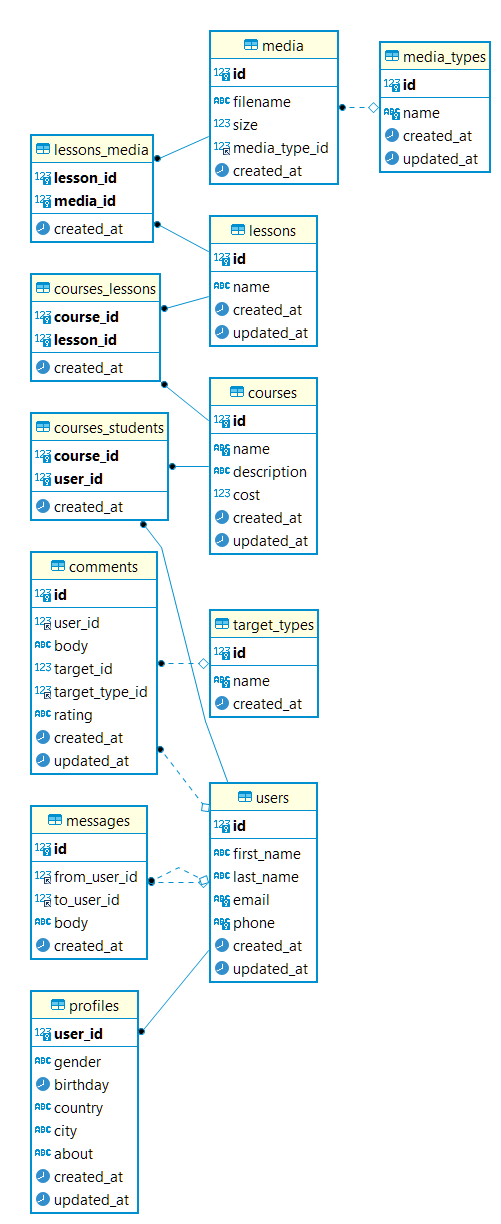 media
id
filename
size
media_type_id
created_at
media_types
id
name
created_at
updated_at
lessons_media
lesson_id
media_id
created_at
lessons
id
name
created_at
updated_at
courses_lessons
course_id
lesson_id
created_at
courses
id
name
description
cost
created_at
updated_at
courses_students
course_id
user_id
created_at
comments
id
user_id
body
target_id
target_type_id
rating
created_at
updated_at
target_types
id
name
created_at
users
id
first_name
last_name
email
phone
created_at
updated_at
messages
id
from_user_id
to_user_id
body
created_at
profiles
user_id
gender
birthday
country
city
about
created_at
updated_at